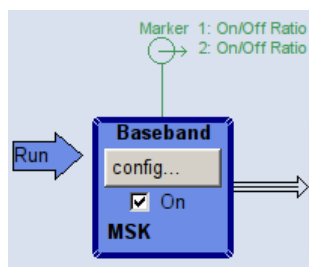 Marker 1: On/Off Ratio
2: On/Off Ratio
Run
Baseband
config...
On
MSK